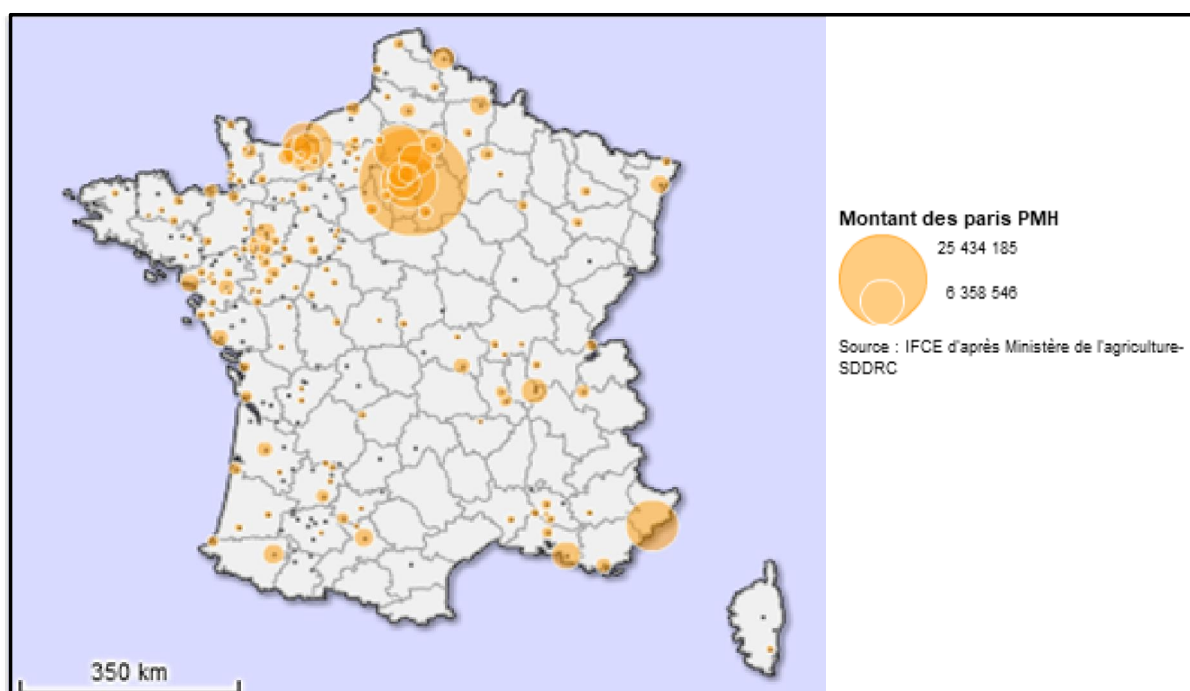 Montant des paris PMH
25 434 185
6 358 546
Source : IFCE d'après Ministère de l'agriculture-
SDDRC
350 km